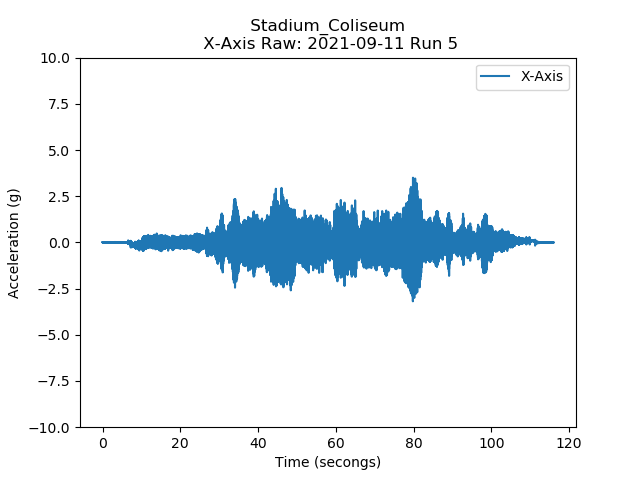 Stadium_Coliseum
X-Axis Raw: 2021-09-11 Run 5
X-Axis
10.0
7.5
5.0
2.5
0.0
−2.5
−5.0
−7.5
−10.0
Acceleration (g)
0 20 40 60 80 100 120
Time (secongs)